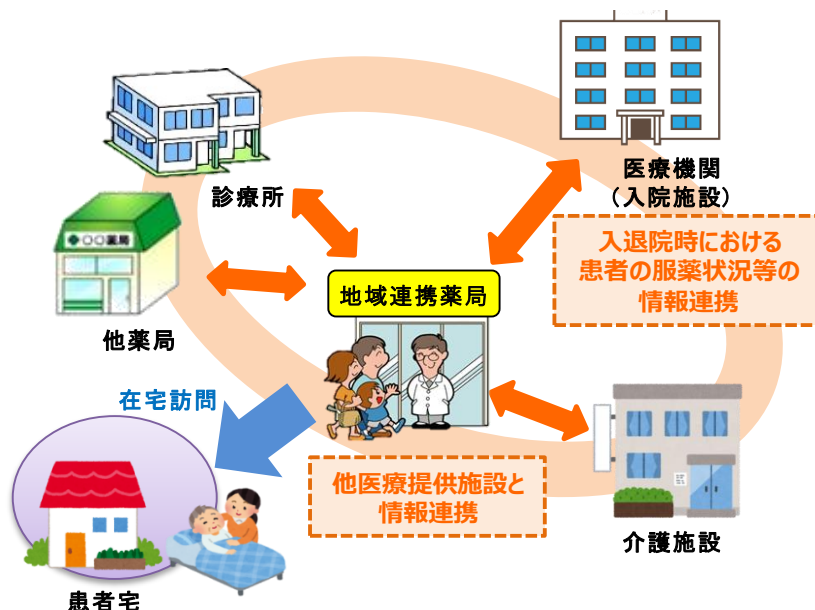 診療所
医療機関
（入院施設）
入退院時における
患者の服薬状況等の
情報連携
○○薬局
地域連携薬局
他薬局
在宅訪問
他医療提供施設と
情報連携
介護施設
患者宅